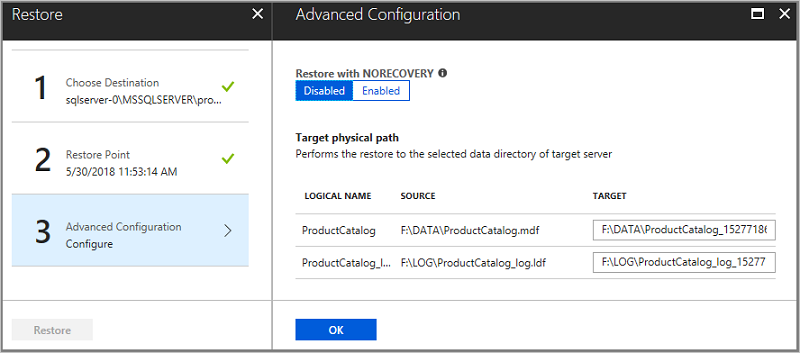 Restore
1
Choose Destination
sqlserver-0\MSSQLSERVER\pro...
2
Restore Point
5/30/2018 11:53:14 AM
3
Advanced Configuration
Configure
Restore
Advanced Configuration
Restore with NORECOVERY
Disabled Enabled
Target physical path
Performs the restore to the selected data directory of target server
LOGICAL NAME SOURCE TARGET
ProductCatalog F:\DATA\ProductCatalog.mdf F:\DATA\ProductCatalog_15277186
ProductCatalog_l... F:\LOG\ProductCatalog_log.ldf F:\LOG\ProductCatalog_log_15277
OK